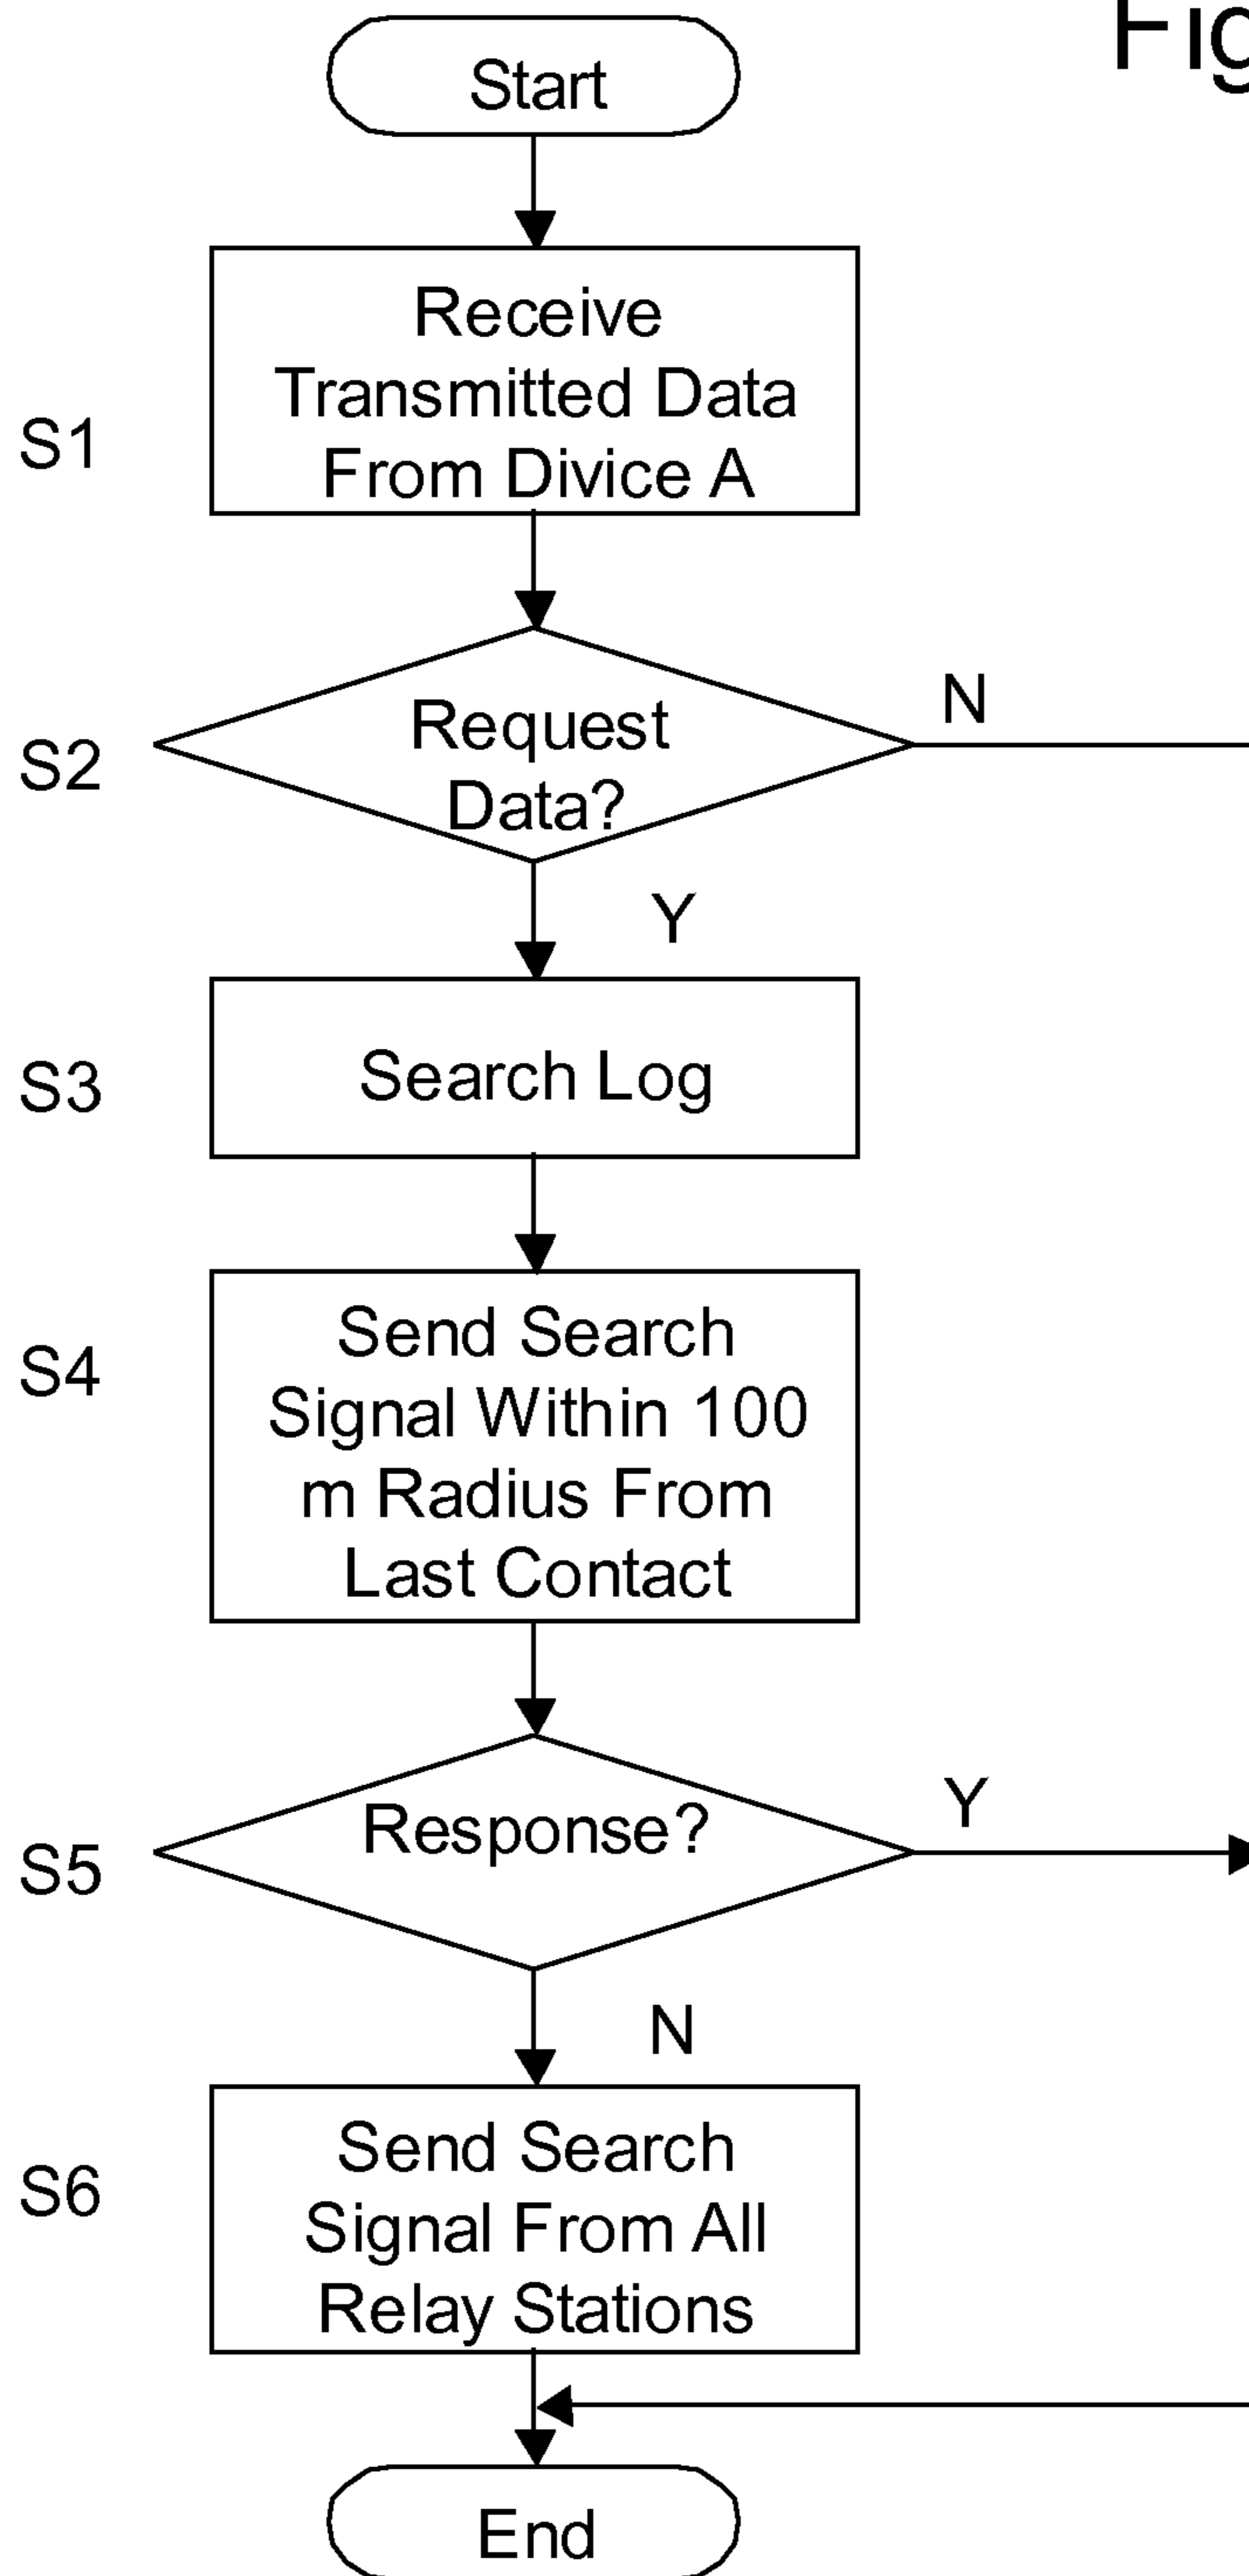 Fig
Start
S1
Receive
Transmitted Data
From Divice A
S2
Request
Data?
N
Y
S3
Search Log
S4
Send Search
Signal Within 100
m Radius From
Last Contact
S5
Response?
Y
N
S6
Send Search
Signal From All
Relay Stations
End